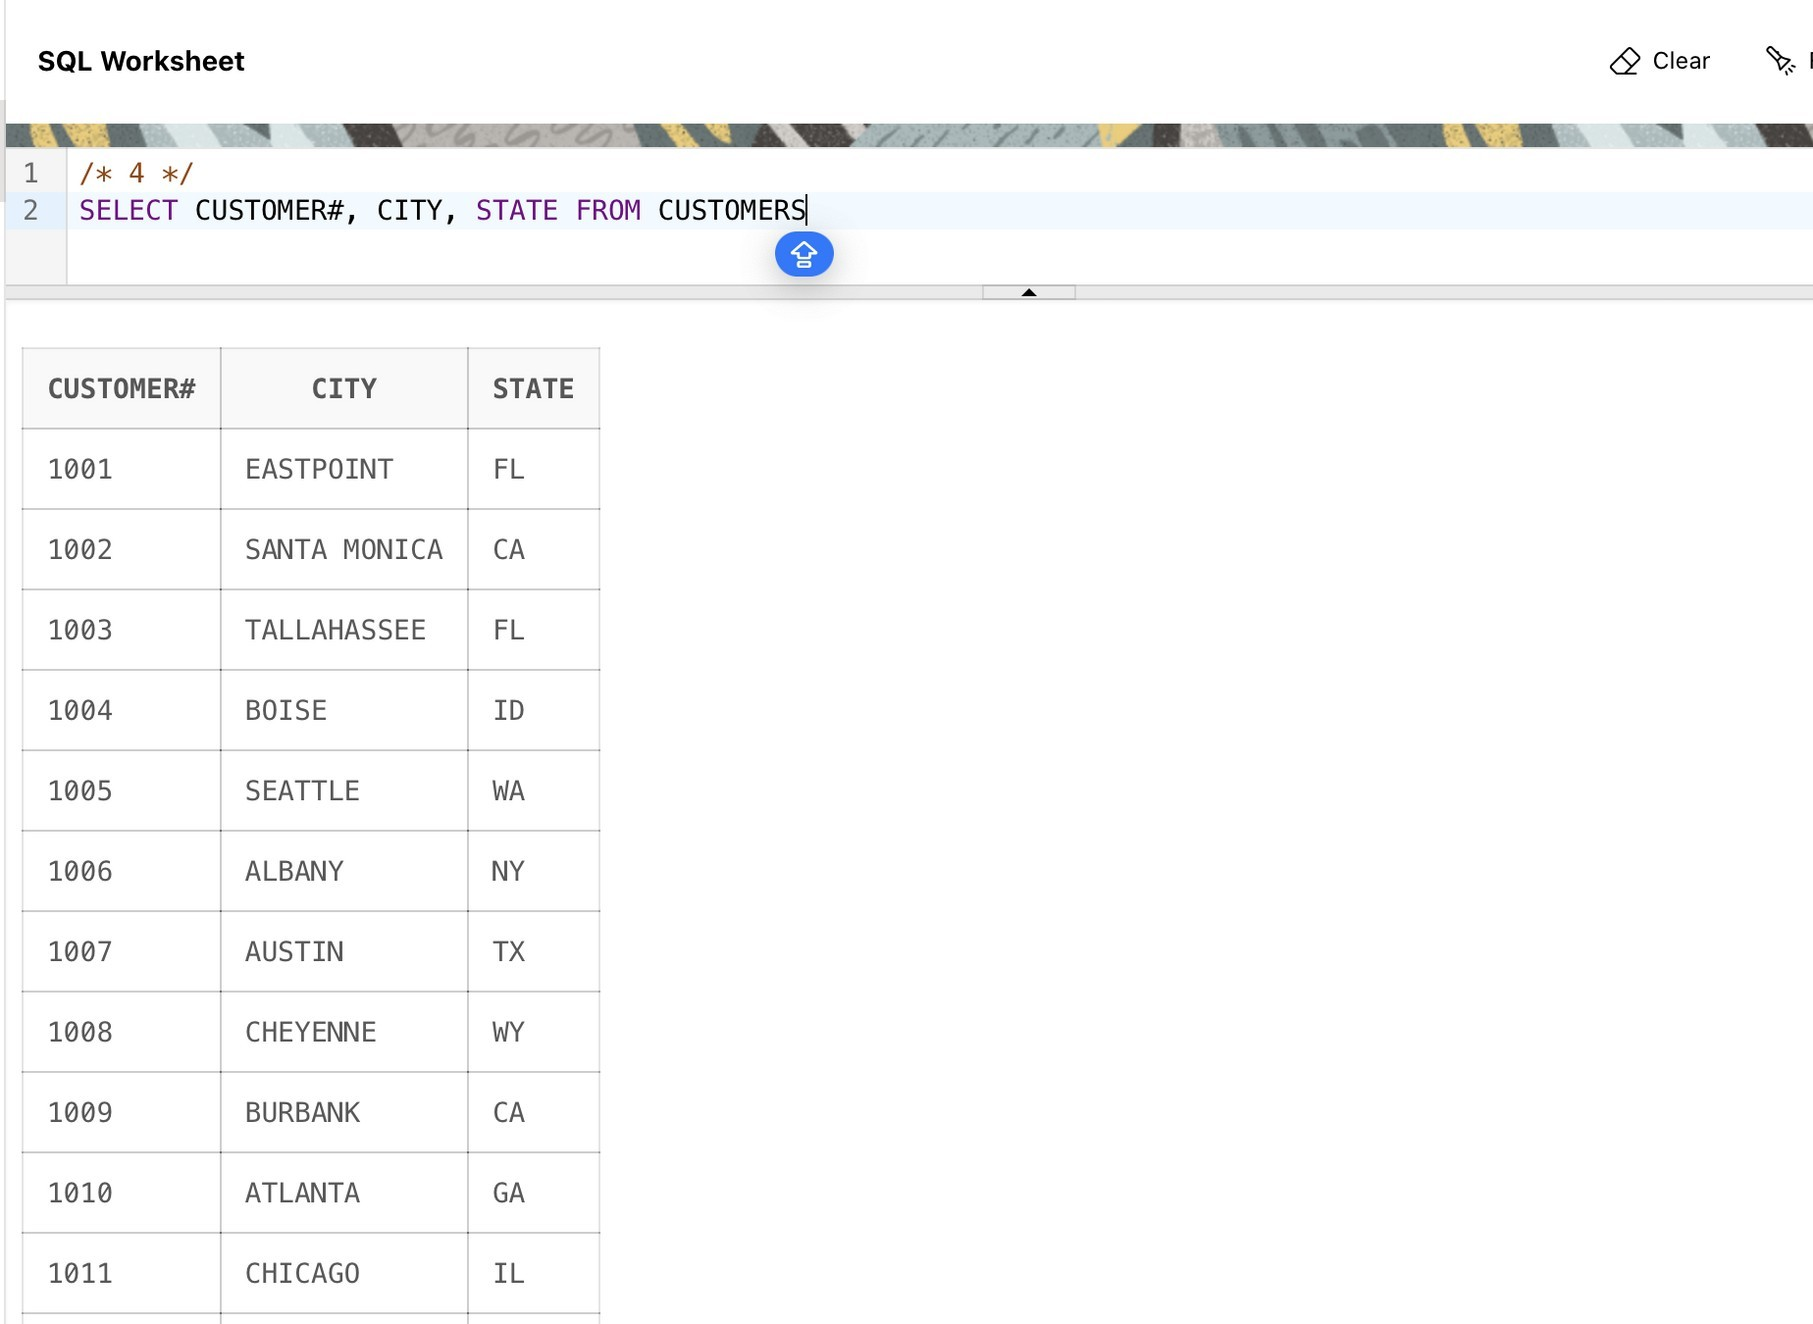 SQL Worksheet
Clear
1 /* 4 */
2 SELECT CUSTOMER#, CITY, STATE FROM CUSTOMERS
CUSTOMER# CITY STATE
1001 EASTPOINT FL
1002 SANTA MONICA CA
1003 TALLAHASSEE FL
1004 BOISE ID
1005 SEATTLE WA
1006 ALBANY NY
1007 AUSTIN TX
1008 CHEYENNE WY
1009 BURBANK CA
1010 ATLANTA GA
1011 CHICAGO IL